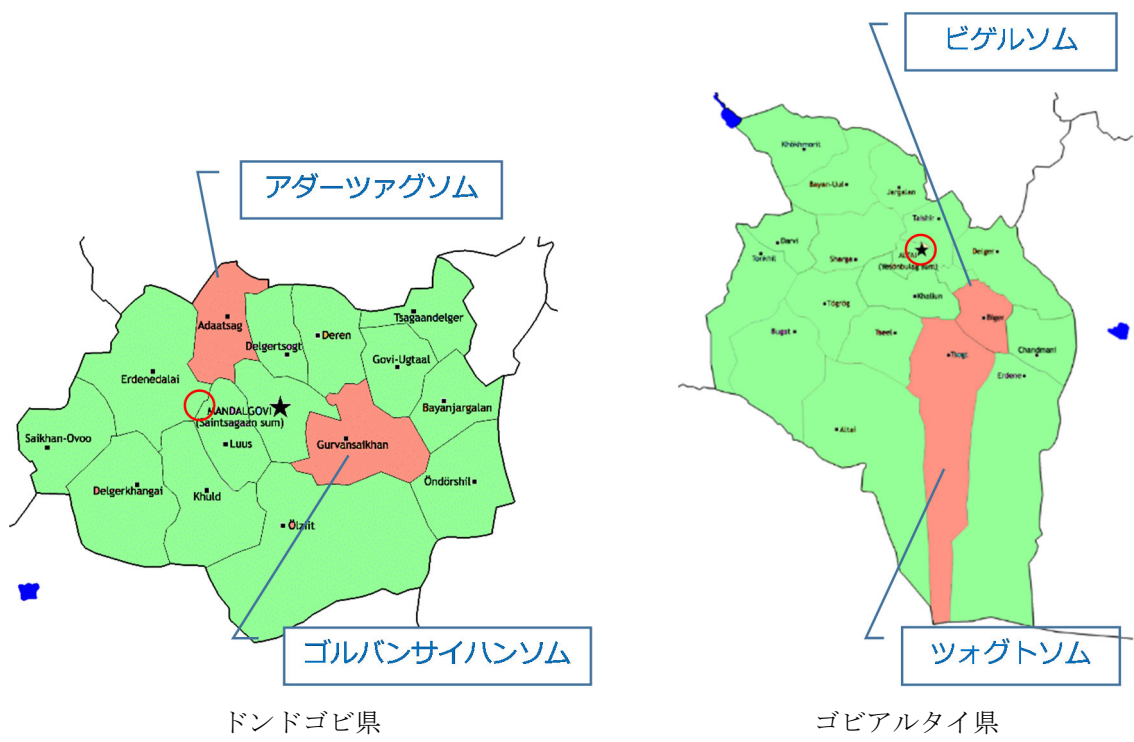 ビゲルソム
アダーツァグソム
Adaatsag
Delgertsogt
Deren
Tsagaandelger
Govi-Ugtaal
Erdenedalai
MANDALGOVI
(Saintsagaan sum)
Bayanjargalan
Saikhan-Ovoo
Luus
Gurvansaikhan
Delgerkhangai
Khuld
Öndörshil
Ölziit
ゴルバンサイハンソム
ドンドゴビ県
Khökhmorit
Bayan-Uul
Jargalan
Taishir
Darvi
Tonkhil
Sharga
ALTAI
(Yesönbulag sum)
Delger
Khaliun
Tögrög
Biger
Bugat
Tseel
Tsogt
Chandmani
Erdene
Altai
ツォグトソム
ゴビアルタイ県